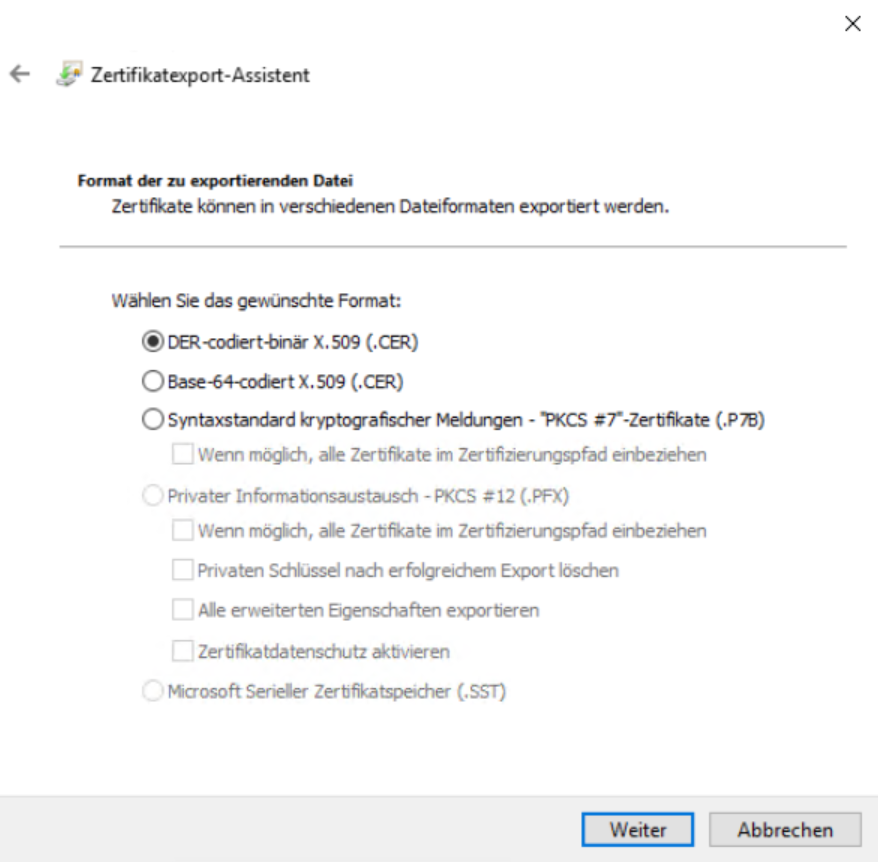 Zertifikatexport-Assistent
Format der zu exportierenden Datei
Zertifikate können in verschiedenen Dateiformaten exportiert werden.
Wählen Sie das gewünschte Format:
DER-codiert-binär X.509 (.CER)
Base-64-codiert X.509 (.CER)
Syntaxstandard kryptografischer Meldungen - "PKCS #7"-Zertifikate (.P7B)
Wenn möglich, alle Zertifikate im Zertifizierungspfad einbeziehen
Privater Informationsaustausch - PKCS #12 (.PFX)
Wenn möglich, alle Zertifikate im Zertifizierungspfad einbeziehen
Privaten Schlüssel nach erfolgreichem Export löschen
Alle erweiterten Eigenschaften exportieren
Zertifikatdatenschutz aktivieren
Microsoft Serieller Zertifikatspeicher (.SST)
Weiter Abbrechen